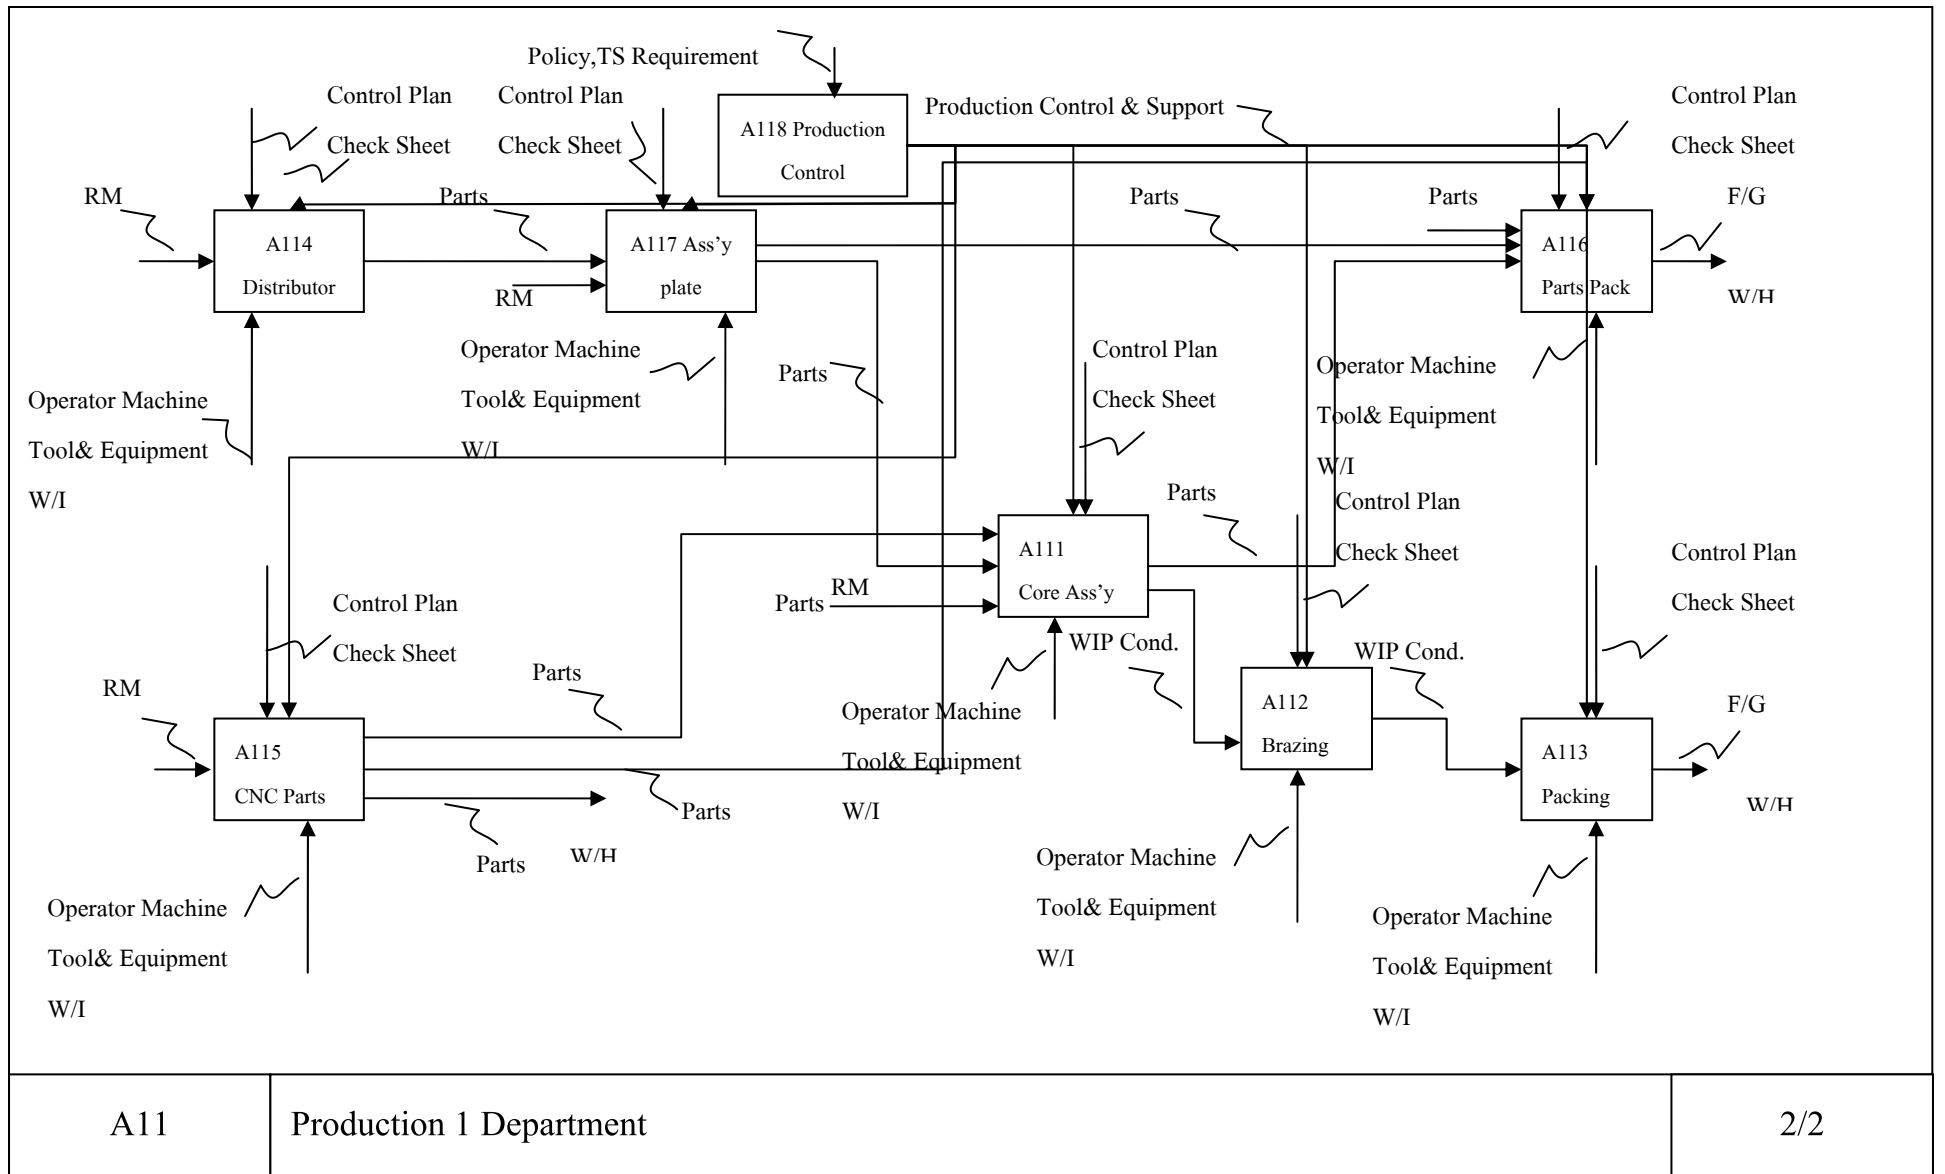 Policy,TS Requirement
Control Plan
Check Sheet
Control Plan
Check Sheet
A118 Production
Control
Production Control & Support
Control Plan
Check Sheet
RM
Parts
Parts
Parts
F/G
A114
Distributor
A117 Ass'y
plate
RM
A116
Parts Pack
W/H
Operator Machine
Tool& Equipment
W/I
Operator Machine
Tool& Equipment
W/I
Parts
Control Plan
Check Sheet
Operator Machine
Tool& Equipment
W/I
Parts
Control Plan
Check Sheet
A111
Core Ass'y
Control Plan
Check Sheet
Control Plan
Check Sheet
Parts
RM
WIP Cond.
WIP Cond.
RM
Parts
A115
CNC Parts
Operator Machine
Tool& Equipment
W/I
A112
Brazing
A113
Packing
F/G
W/H
Parts
Parts
W/H
Operator Machine
Tool& Equipment
W/I
Operator Machine
Tool& Equipment
W/I
Operator Machine
Tool& Equipment
W/I
A11
Production 1 Department
2/2